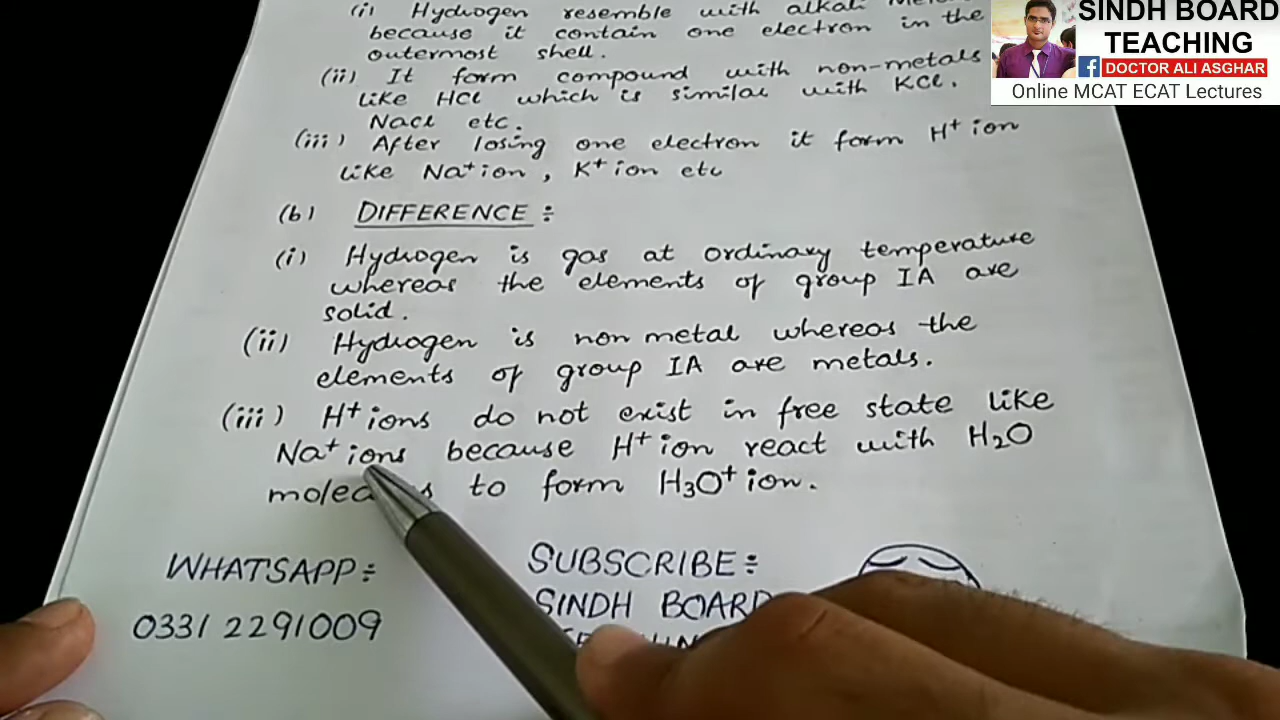 (i) Hydrogen resemble with alkali
because it contain one electron in the
outermost shell.
(ii) It form compound with non-metals
like HCl which is similar with KCl.
NaCl etc.
(iii) After losing one electron it form H⁺ ion
like Na⁺ ion, K⁺ ion etc
(b) DIFFERENCE:
(i) Hydrogen is gas at ordinary temperature
whereas the elements of group IA are
solid.
(ii) Hydrogen is non metal whereas the
elements of group IA are metals.
(iii) H⁺ ions do not exist in free state like
Na⁺ ions because H⁺ ion react with H₂O
to form H₃O⁺ ion.
WHATSAPP:
0331 2291009
SUBSCRIBE:
SINDH BOARD
SINDH BOARD
TEACHING
f DOCTOR ALI ASGHAR
Online MCAT ECAT Lectures